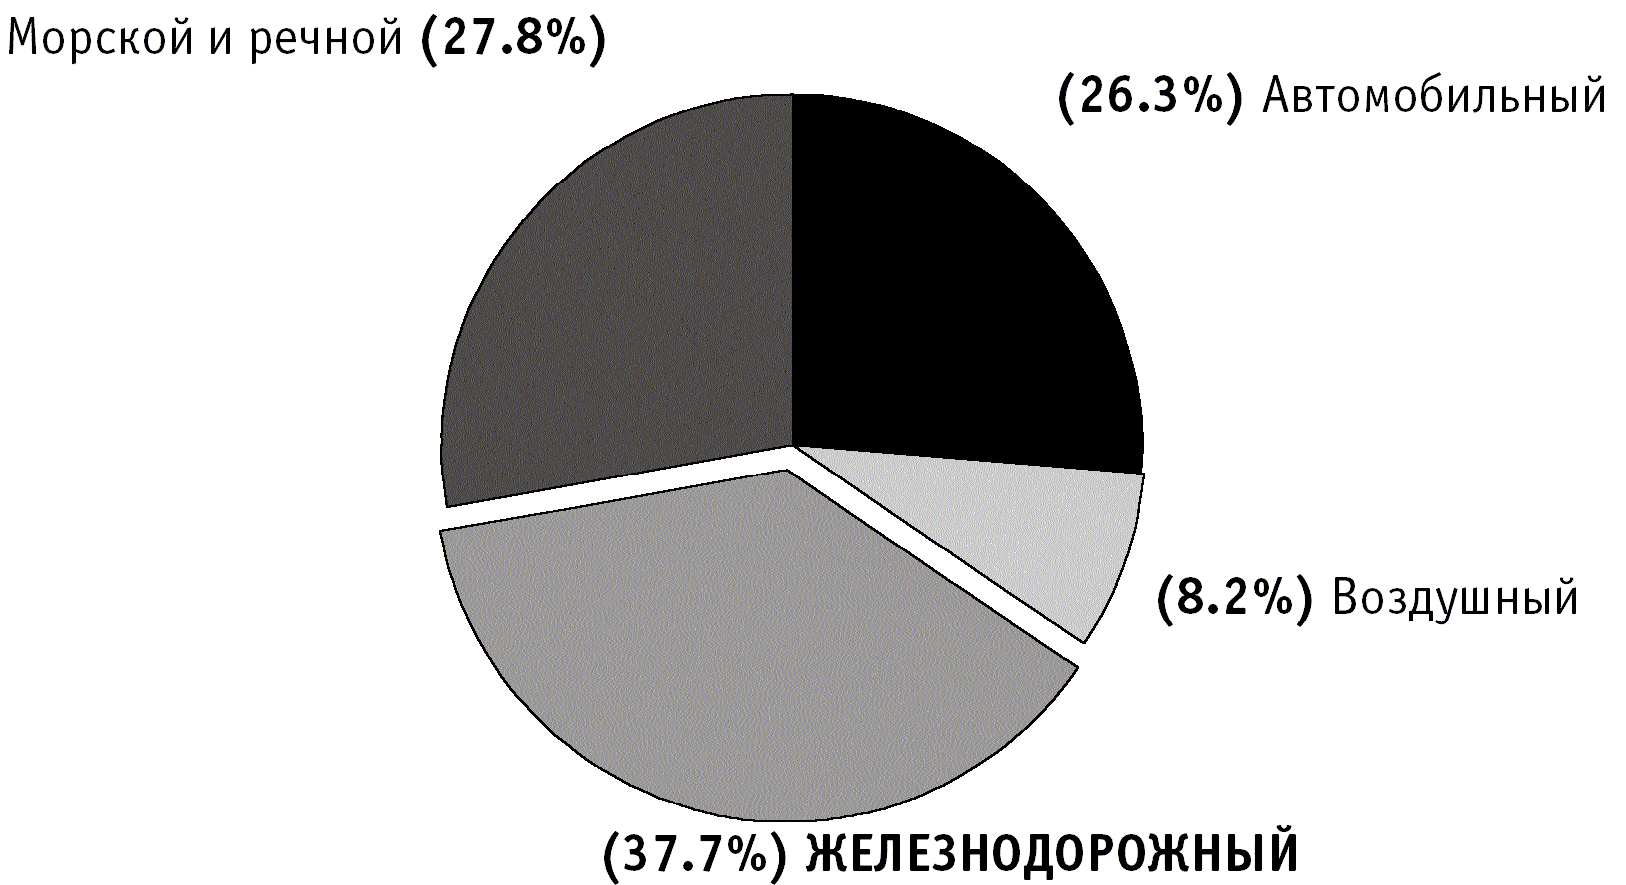 Морской и речной (27.8%)
(26.3%) Автомобильный
(8.2%) Воздушный
(37.7%) ЖЕЛЕЗНОДОРОЖНЫЙ